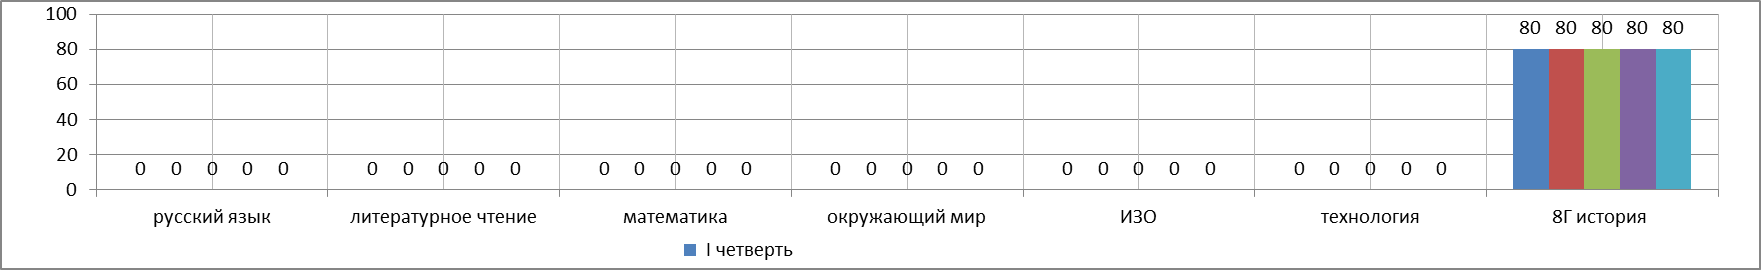 100
80
60
40
20
0
80 80 80 80 80
0 0 0 0 0 0 0 0 0 0 0 0 0 0 0 0 0 0 0 0 0 0 0 0 0 0 0 0 0 0
русский язык литературное чтение математика окружающий мир ИЗО технология 8Г история
I четверть